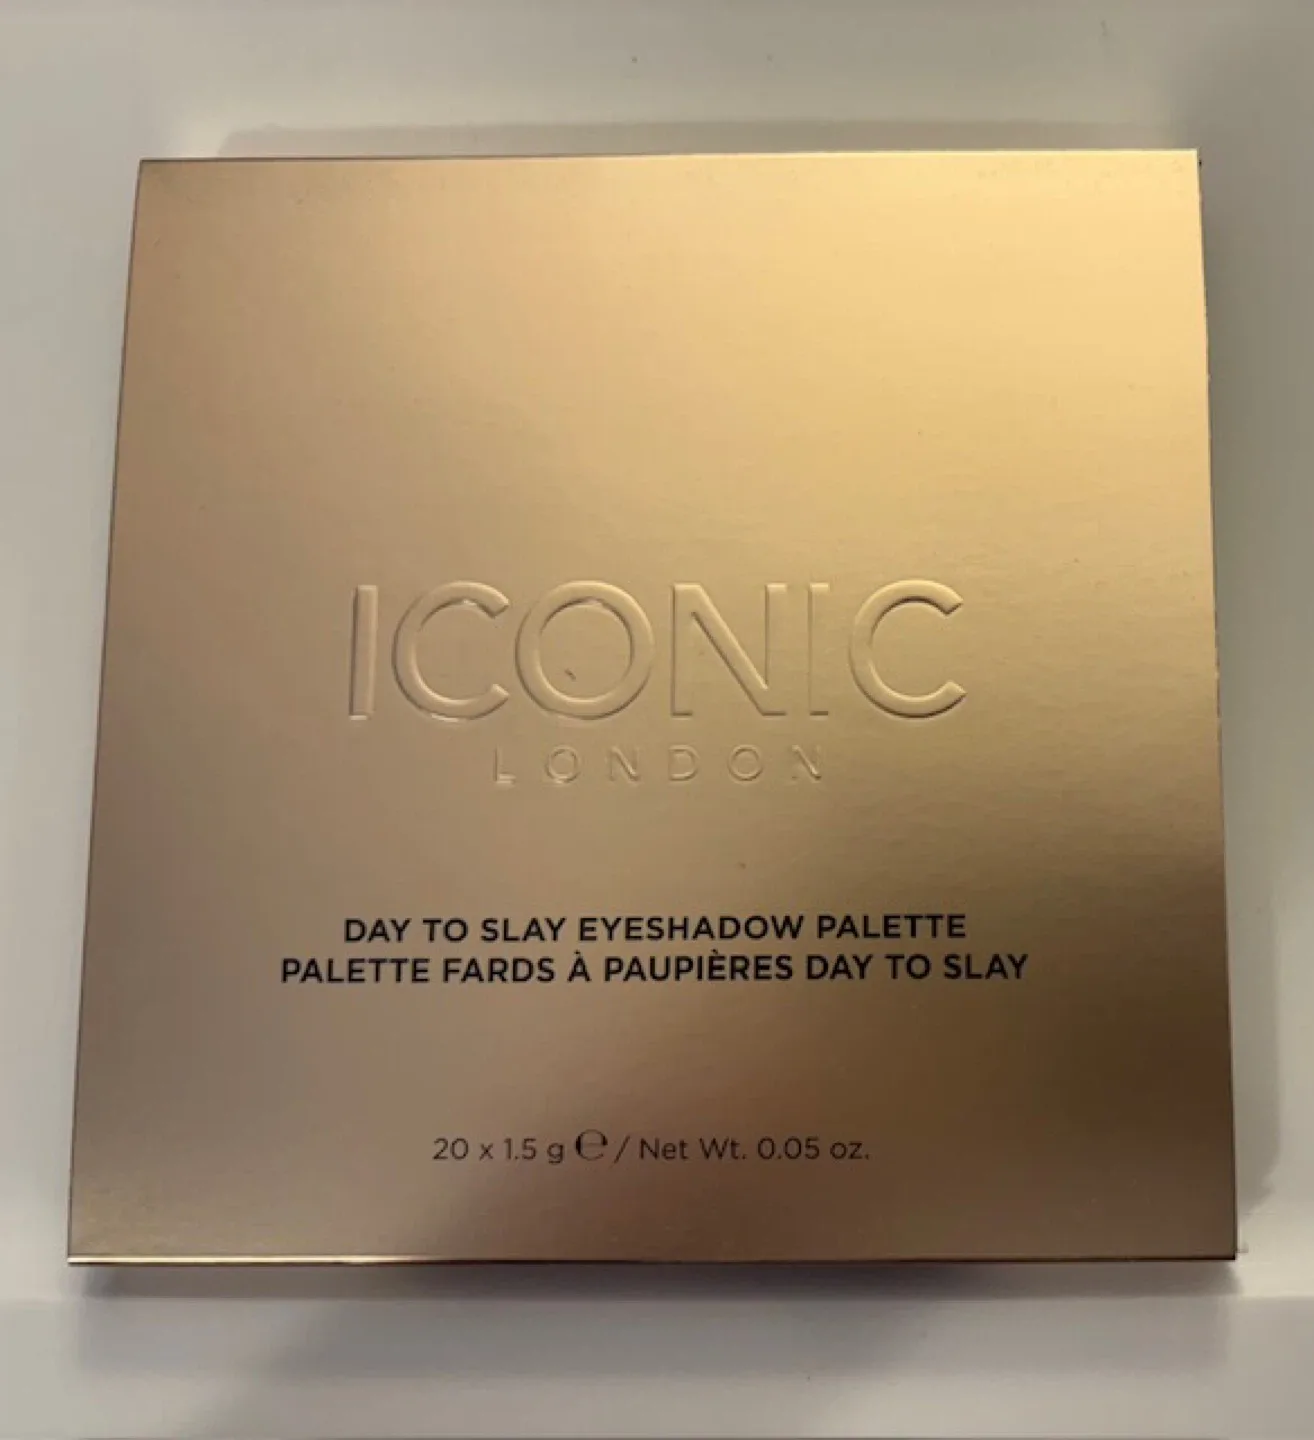 ICONIC
LONDON
DAY TO SLAY EYESHADOW PALETTE
PALETTE FARDS À PAUPIÈRES DAY TO SLAY
20 x 1.5 g ℮ / Net Wt. 0.05 oz.